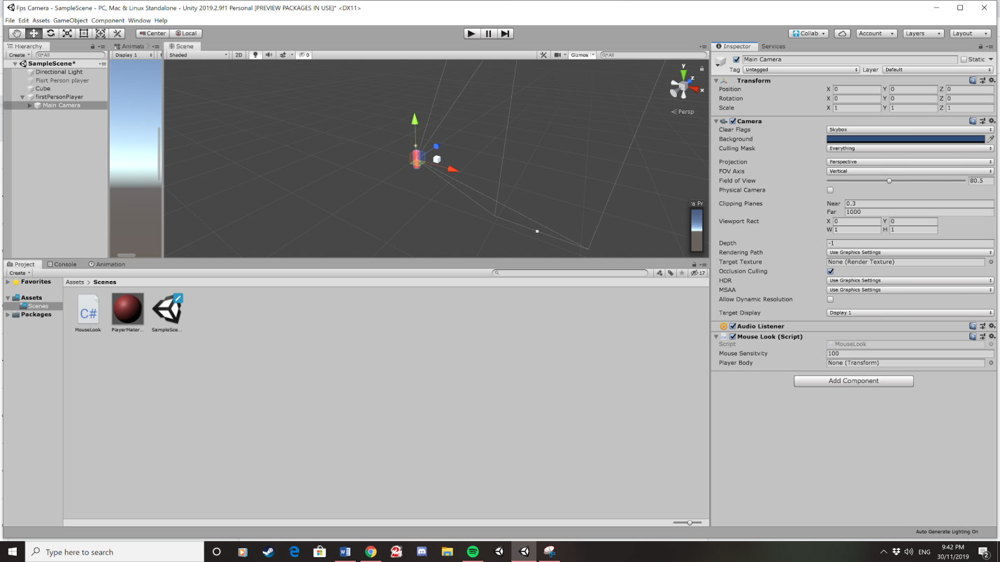 Fps Camera - SampleScene - PC, Mac & Linux Standalone - Unity 2019.2.9f1 Personal [PREVIEW PACKAGES IN USE]* <DX11>
File Edit Assets GameObject Component Window Help
Center Local Collab Account Layers Layout
Hierarchy
Create All
SampleScene*
Directional Light
Fisrt Person player
Cube
firstPersonPlayer
Main Camera
Animato
Display 1
Scene
Shaded 2D 0 Gizmos All
y
z
x
Persp
a Pr
Project Console Animation
Create 17
Favorites
Assets
Scenes
Packages
Assets > Scenes
C#
MouseLook PlayerMater... SampleSce...
Inspector Services
Main Camera Static
Tag Untagged Layer Default
Transform
Position X 0 Y 0 Z 0
Rotation X 0 Y 0 Z 0
Scale X 1 Y 1 Z 1
Camera
Clear Flags Skybox
Background
Culling Mask Everything
Projection Perspective
FOV Axis Vertical
Field of View 80.5
Physical Camera
Clipping Planes Near 0.3
Far 1000
Viewport Rect X 0 Y 0
W 1 H 1
Depth -1
Rendering Path Use Graphics Settings
Target Texture None (Render Texture)
Occlusion Culling
HDR Use Graphics Settings
MSAA Use Graphics Settings
Allow Dynamic Resolution
Target Display Display 1
Audio Listener
Mouse Look (Script)
Script MouseLook
Mouse Sensitvity 100
Player Body None (Transform)
Add Component
Auto Generate Lighting On
Type here to search
ENG
9:42 PM
30/11/2019
2